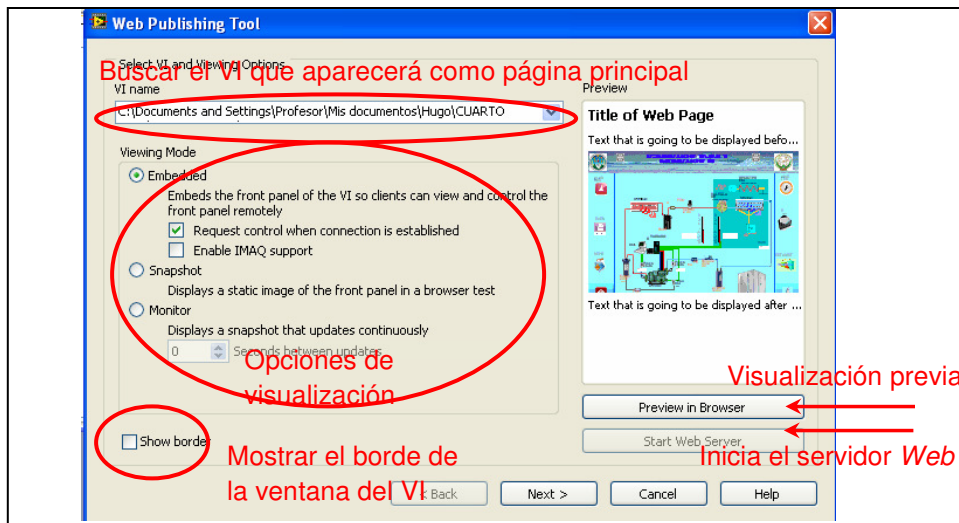 Web Publishing Tool
Select VI and Viewing Options
Buscar el VI que aparecerá como página principal
VI name
C:\Documents and Settings\Profesor\Mis documentos\Hugo\CUARTO
Viewing Mode
Embedded
Embeds the front panel of the VI so clients can view and control the
front panel remotely
Request control when connection is established
Enable IMAQ support
Snapshot
Displays a static image of the front panel in a browser test
Monitor
Displays a snapshot that updates continuously
0 Seconds between updates
Opciones de
visualización
Show border
Mostrar el borde de
la ventana del VI
Preview
Title of Web Page
Text that is going to be displayed befo...
Text that is going to be displayed after ...
Visualización previa
Preview in Browser
Start Web Server
Inicia el servidor Web
< Back
Next >
Cancel
Help